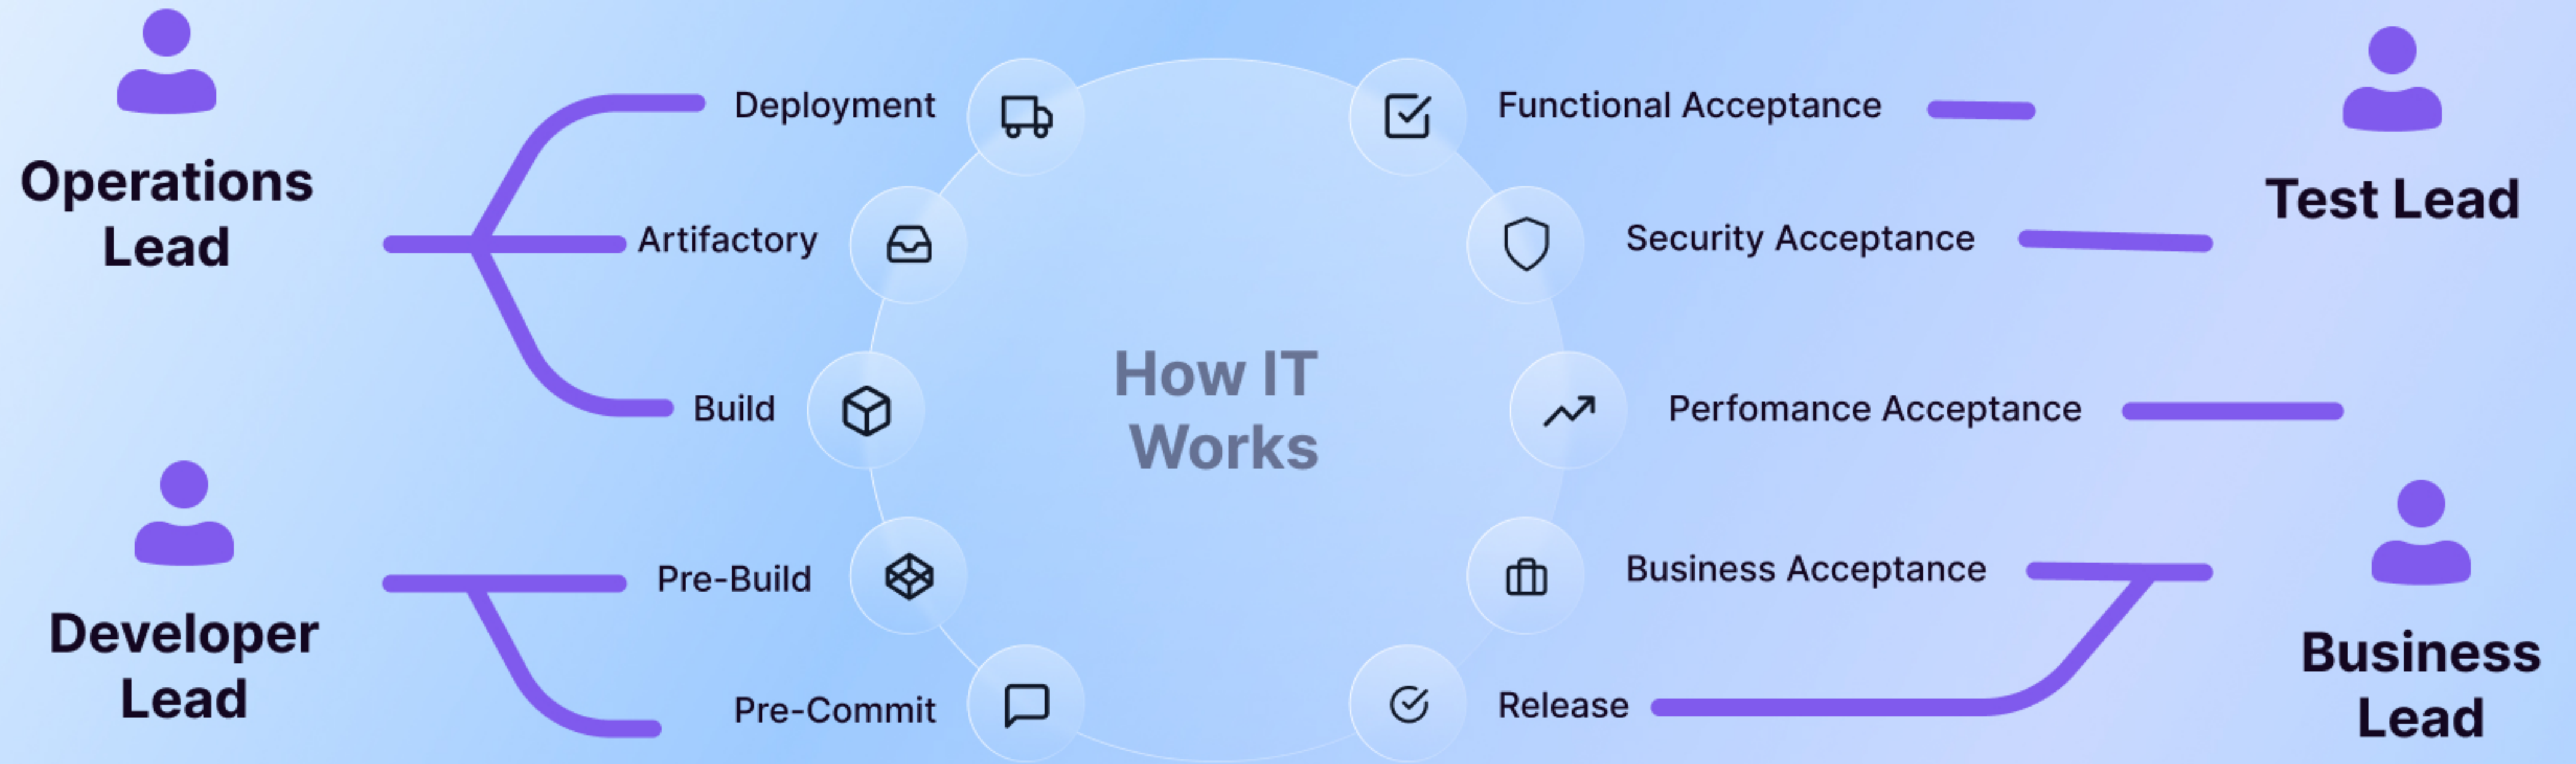 Operations
Lead
Deployment
Artifactory
Build
Developer
Lead
Pre-Build
Pre-Commit
How IT
Works
Functional Acceptance
Security Acceptance
Perfomance Acceptance
Business Acceptance
Release
Test Lead
Business
Lead